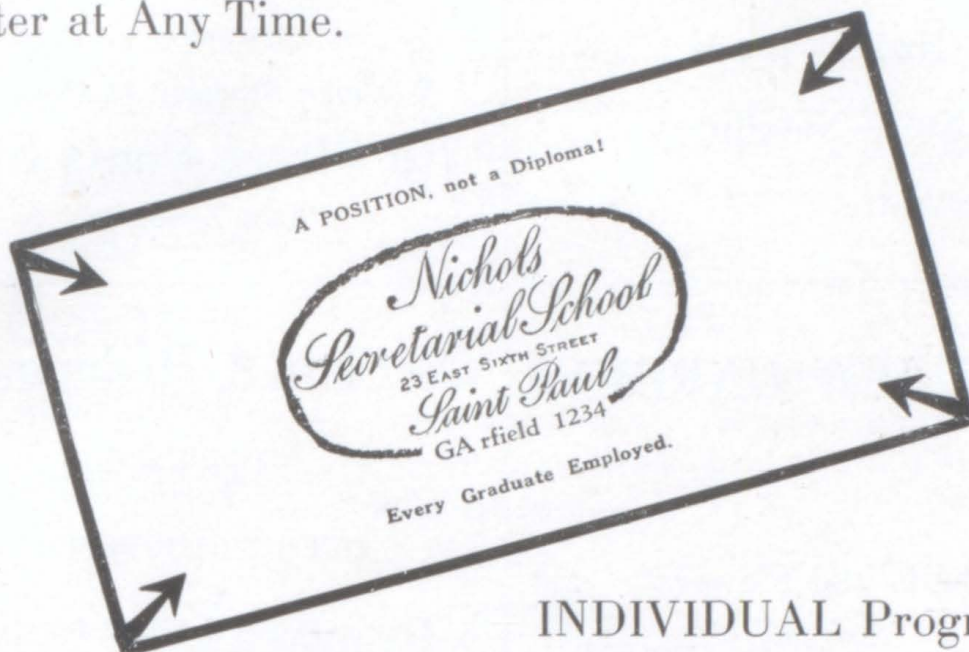 ter at Any Time.
A POSITION, not a Diploma!
Nichols
Secretarial School
23 EAST SIXTH STREET
Saint Paul
GA rfield 1234
Every Graduate Employed.
INDIVIDUAL Progr